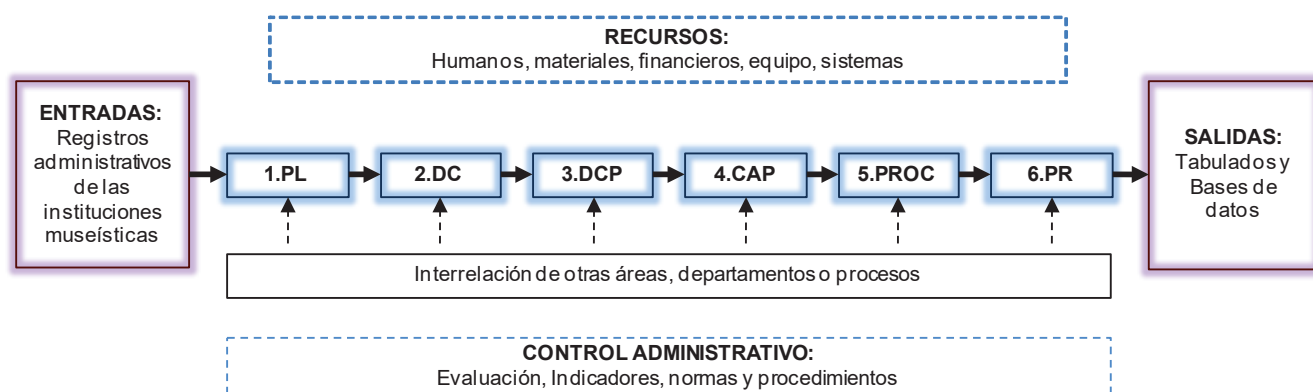 RECURSOS:
Humanos, materiales, financieros, equipo, sistemas
ENTRADAS:
Registros
administrativos
de las
instituciones
museísticas
1.PL
2.DC
3.DCP
4.CAP
5.PROC
6.PR
SALIDAS:
Tabulados y
Bases de
datos
Interrelación de otras áreas, departamentos o procesos
CONTROL ADMINISTRATIVO:
Evaluación, Indicadores, normas y procedimientos